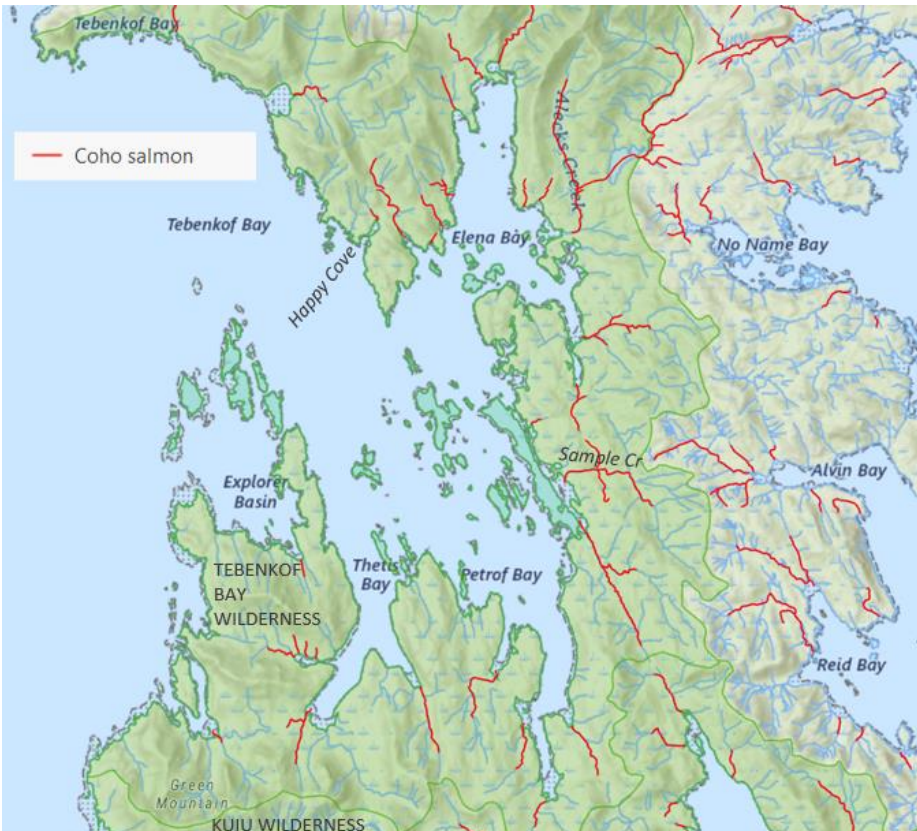 Tebenkof Bay
Coho salmon
Alecks Creek
Tebenkof Bay
Elena Bay
No Name Bay
Happy Cove
Sample Cr
Alvin Bay
Explorer
Basin
TEBENKOF
BAY
WILDERNESS
Thetis
Bay
Petrof Bay
Reid Bay
Green
Mountain
KUIU WILDERNESS